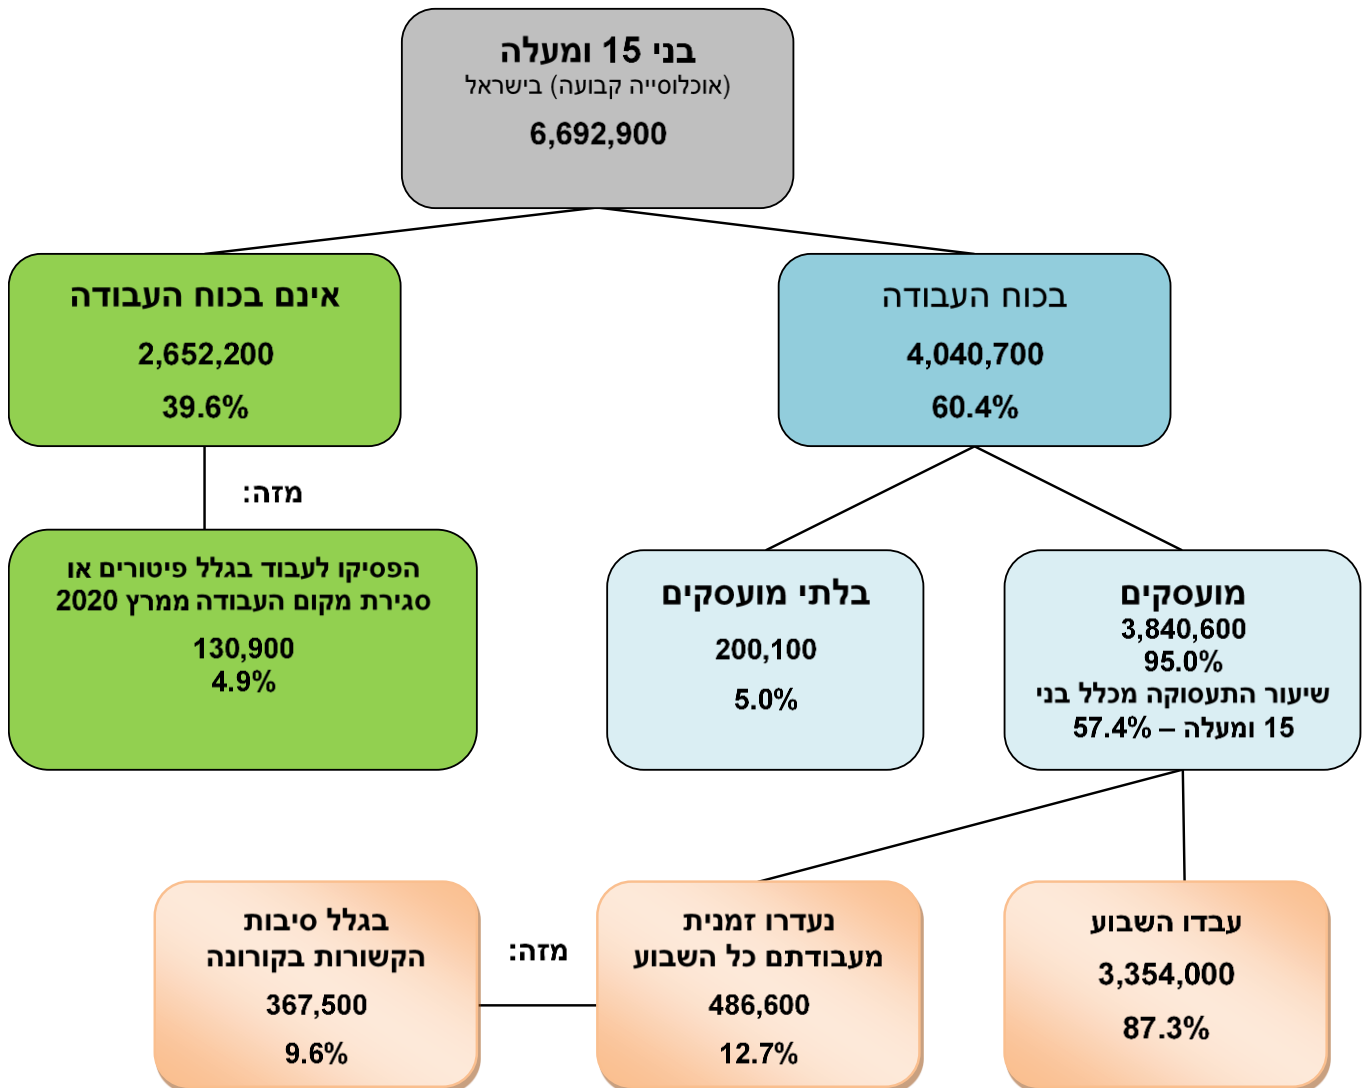 בני 15 ומעלה
(אוכלוסייה קבועה) בישראל
6,692,900
בכוח העבודה
4,040,700
60.4%
אינם בכוח העבודה
2,652,200
39.6%
מזה:
הפסיקו לעבוד בגלל פיטורים או
סגירת מקום העבודה ממרץ 2020
130,900
4.9%
מועסקים
3,840,600
95.0%
שיעור התעסוקה מכלל בני
15 ומעלה – 57.4%
בלתי מועסקים
200,100
5.0%
עבדו השבוע
3,354,000
87.3%
נעדרו זמנית
מעבודתם כל השבוע
486,600
12.7%
מזה:
בגלל סיבות
הקשורות בקורונה
367,500
9.6%